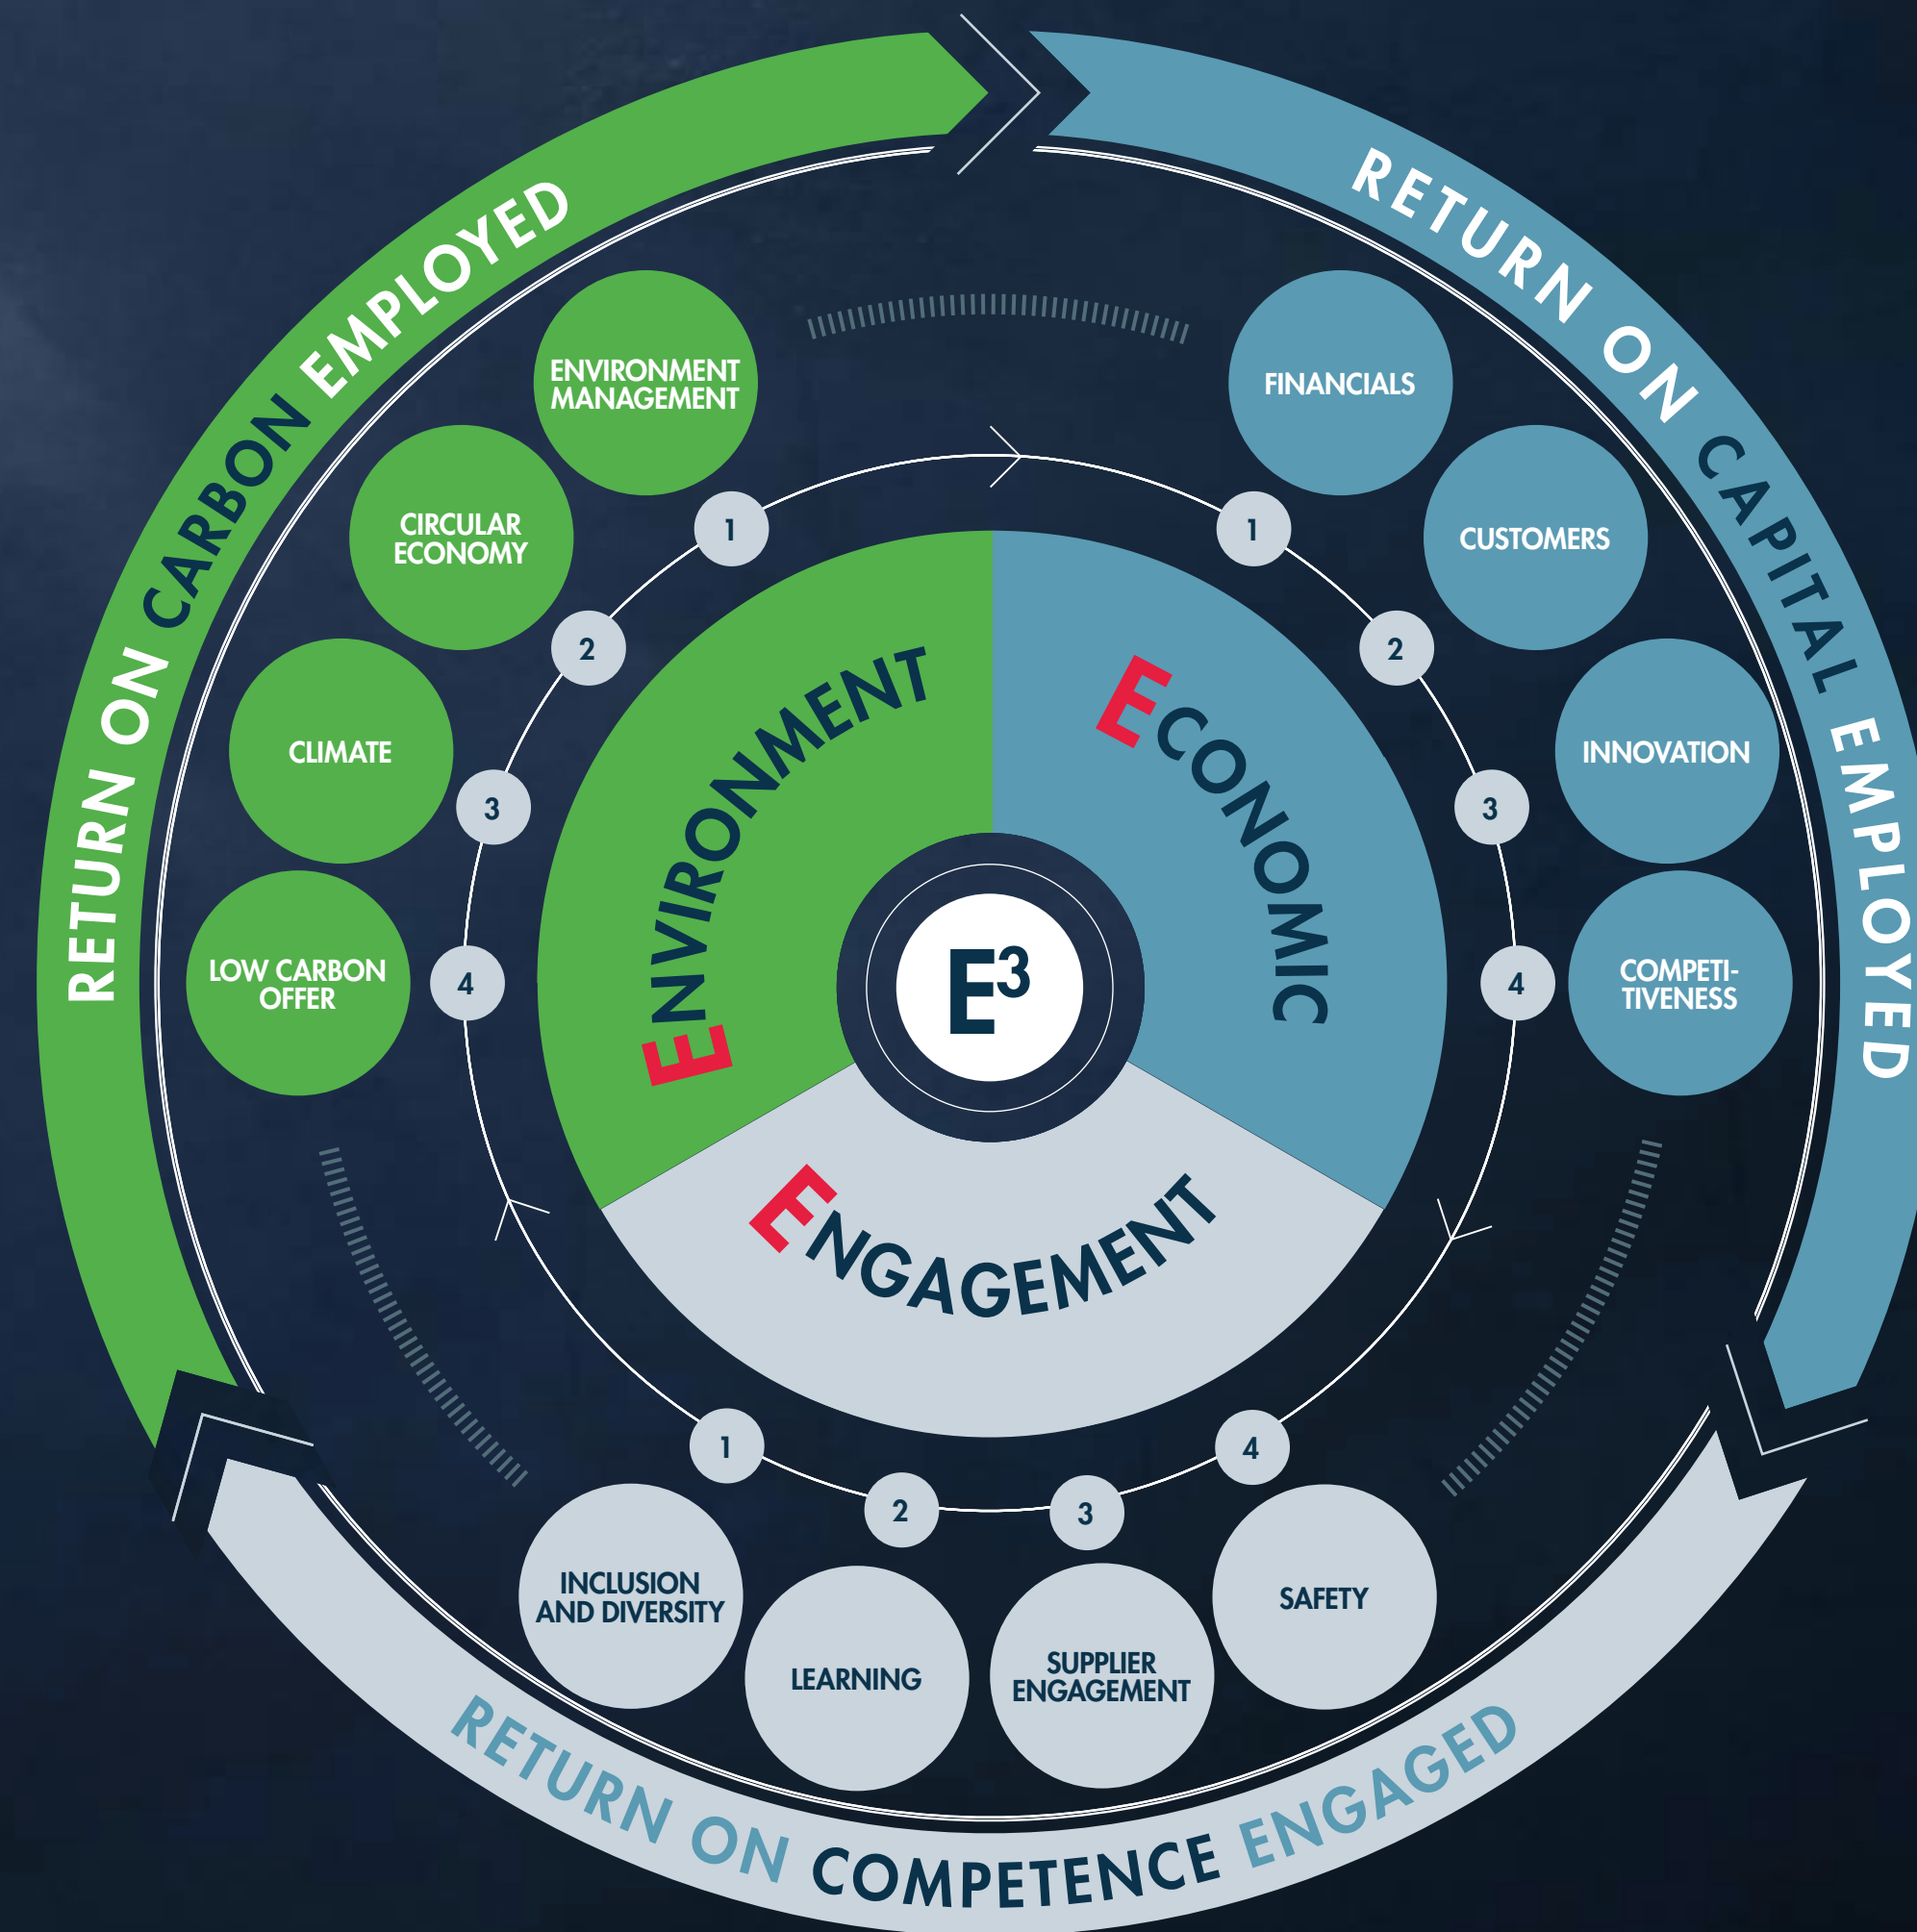 RETURN ON CARBON EMPLOYED
RETURN ON CAPITAL EMPLOYED
ENVIRONMENT
MANAGEMENT
FINANCIALS
CIRCULAR
ECONOMY
CUSTOMERS
CLIMATE
INNOVATION
LOW CARBON
OFFER
COMPETI-
TIVENESS
1
2
3
4
1
2
3
4
ENVIRONMENT
ECONOMIC
E³
ENGAGEMENT
1
2
3
4
INCLUSION
AND DIVERSITY
LEARNING
SUPPLIER
ENGAGEMENT
SAFETY
RETURN ON COMPETENCE ENGAGED